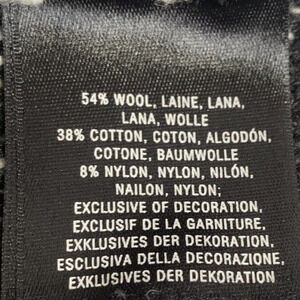 54% WOOL, LAINE, LANA,
LANA, WOLLE
38% COTTON, COTON, ALGODÓN,
COTONE, BAUMWOLLE
8% NYLON, NYLON, NILÓN,
NAILON, NYLON;
EXCLUSIVE OF DECORATION,
EXCLUSIF DE LA GARNITURE,
EXKLUSIVES DER DEKORATION,
ESCLUSIVA DELLA DECORAZIONE,
EXKLUSIVES DER DEKORATION